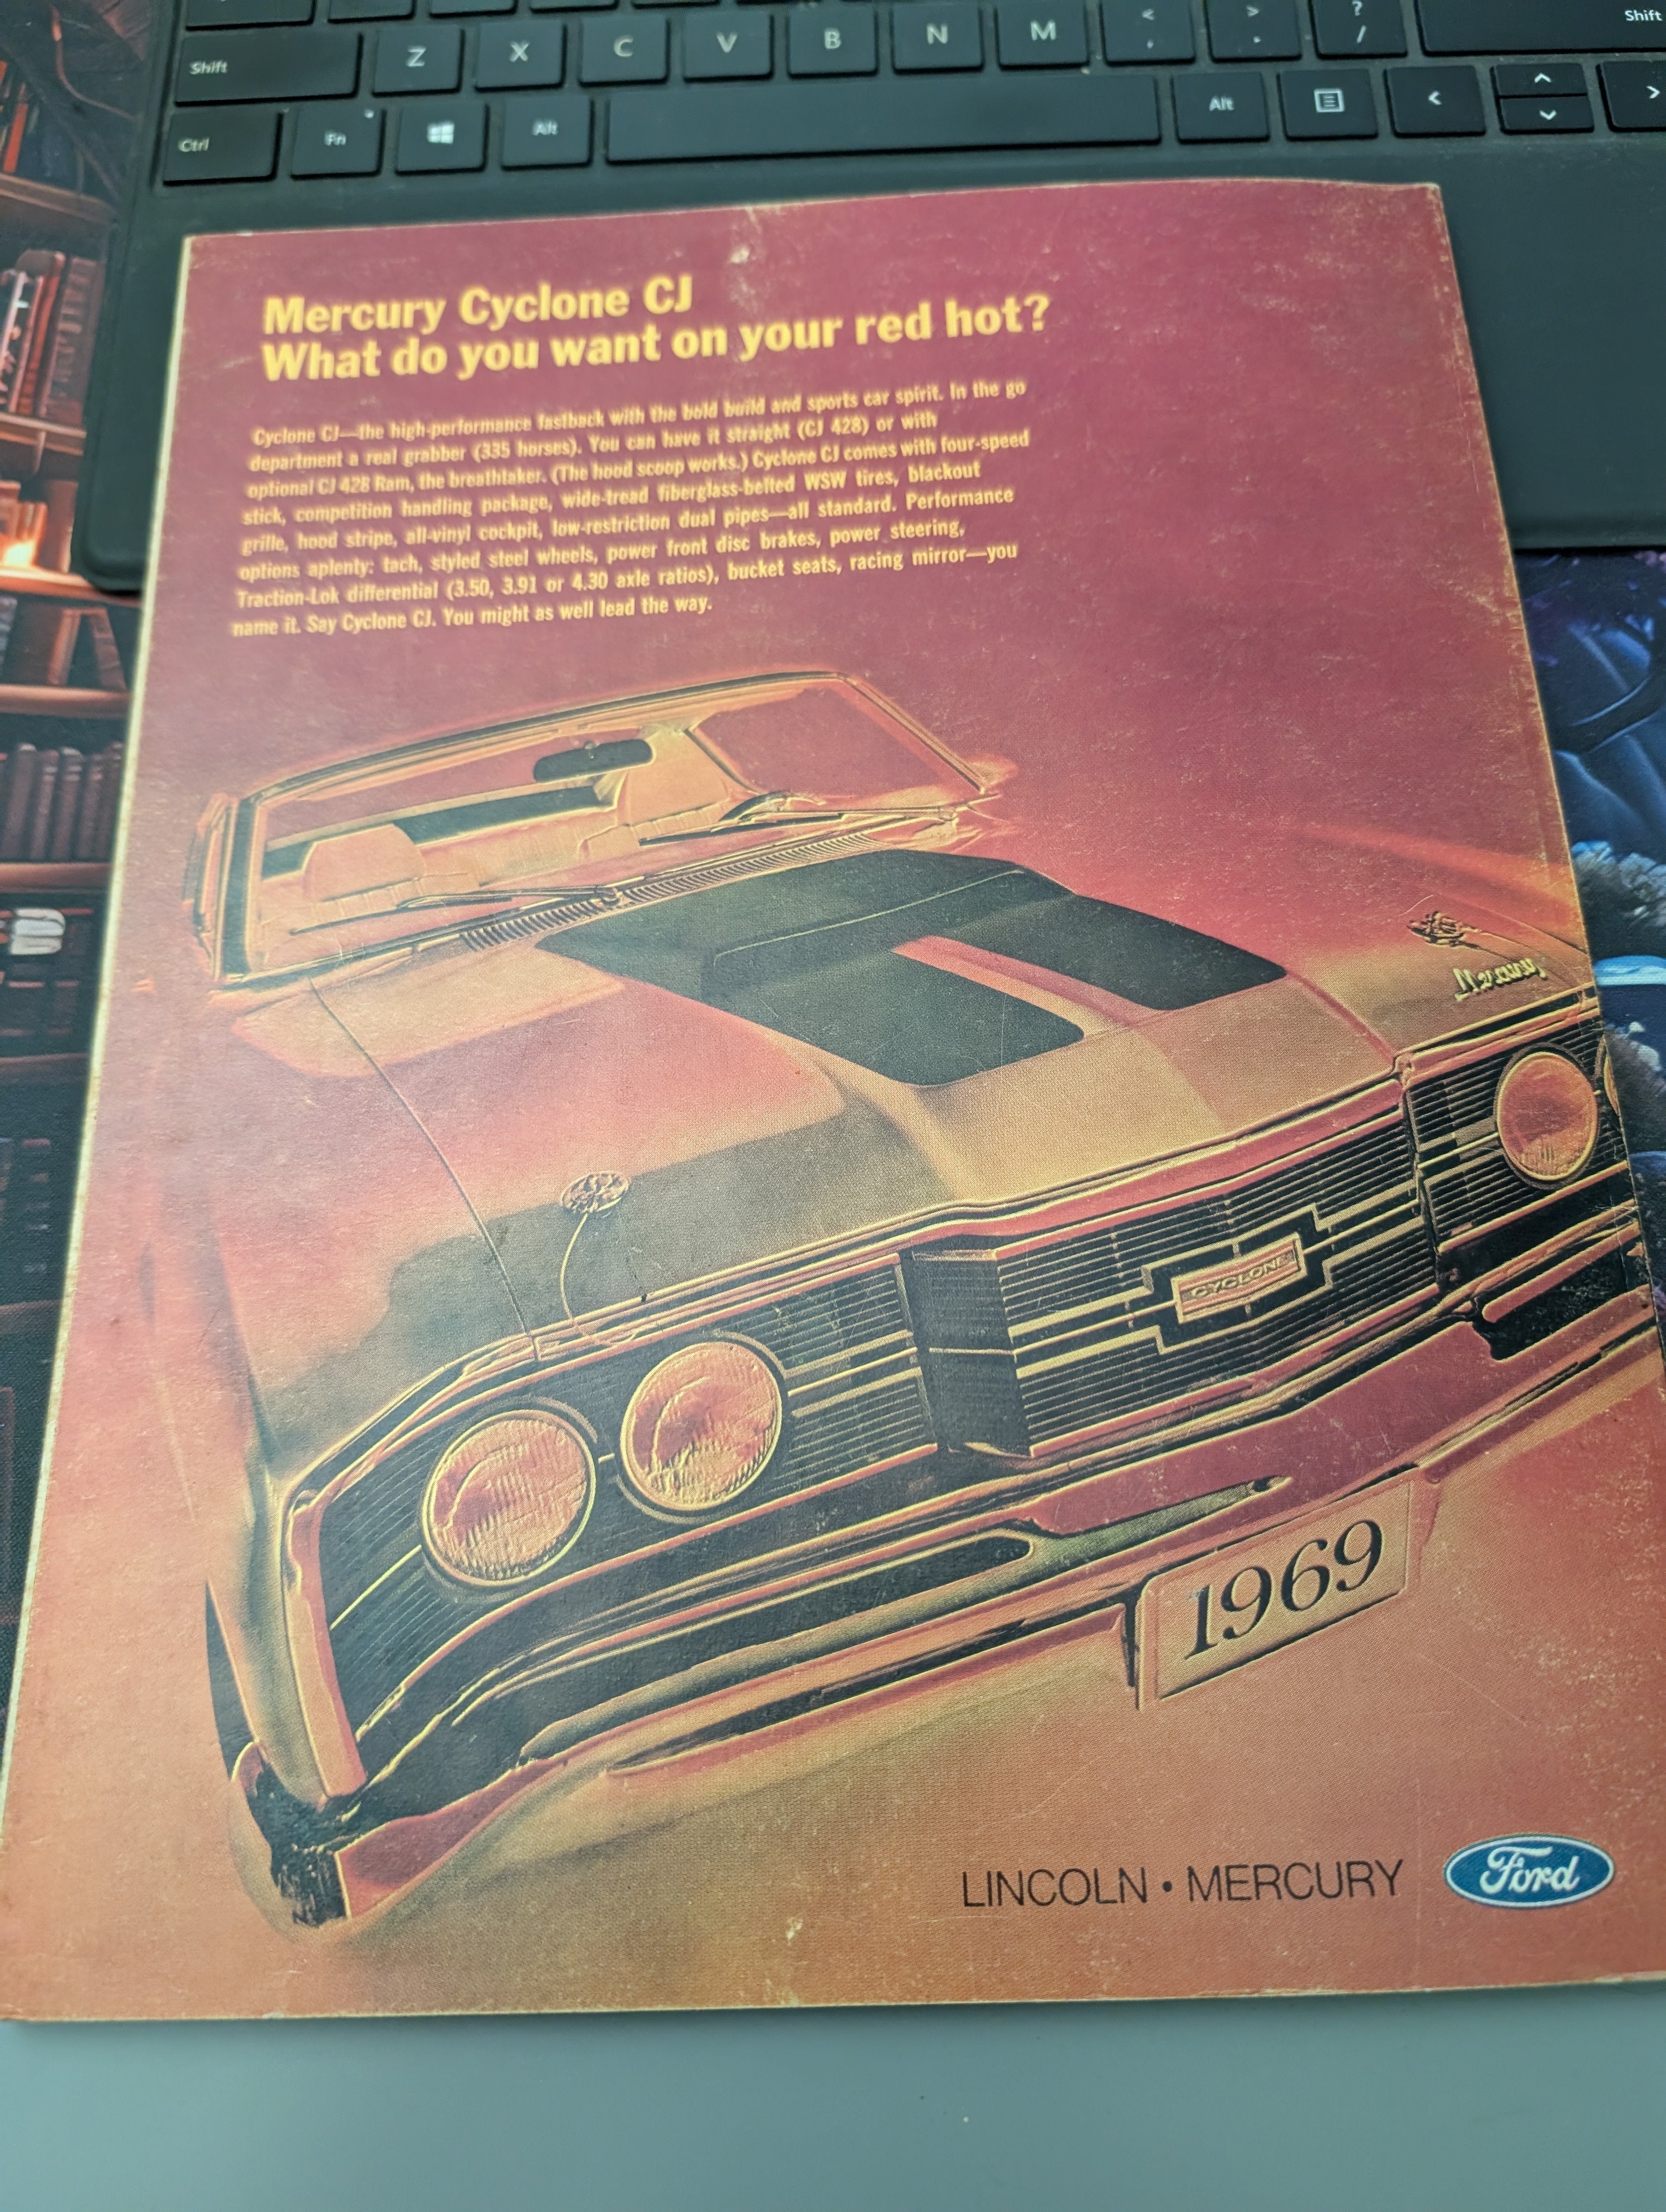 Shift Z X C V B N M < , > . ? / Shift
Ctrl Fn Alt Alt
Mercury Cyclone CJ
What do you want on your red hot?
Cyclone CJ—the high-performance fastback with the bold build and sports car spirit. In the go
department a real grabber (335 horses). You can have it straight (CJ 428) or with
optional CJ 428 Ram, the breathtaker. (The hood scoop works.) Cyclone CJ comes with four-speed
stick, competition handling package, wide-tread fiberglass-belted WSW tires, blackout
grille, hood stripe, all-vinyl cockpit, low-restriction dual pipes—all standard. Performance
options aplenty: tach, styled steel wheels, power front disc brakes, power steering,
Traction-Lok differential (3.50, 3.91 or 4.30 axle ratios), bucket seats, racing mirror—you
name it. Say Cyclone CJ. You might as well lead the way.
Mercury
CYCLONE
1969
LINCOLN • MERCURY Ford